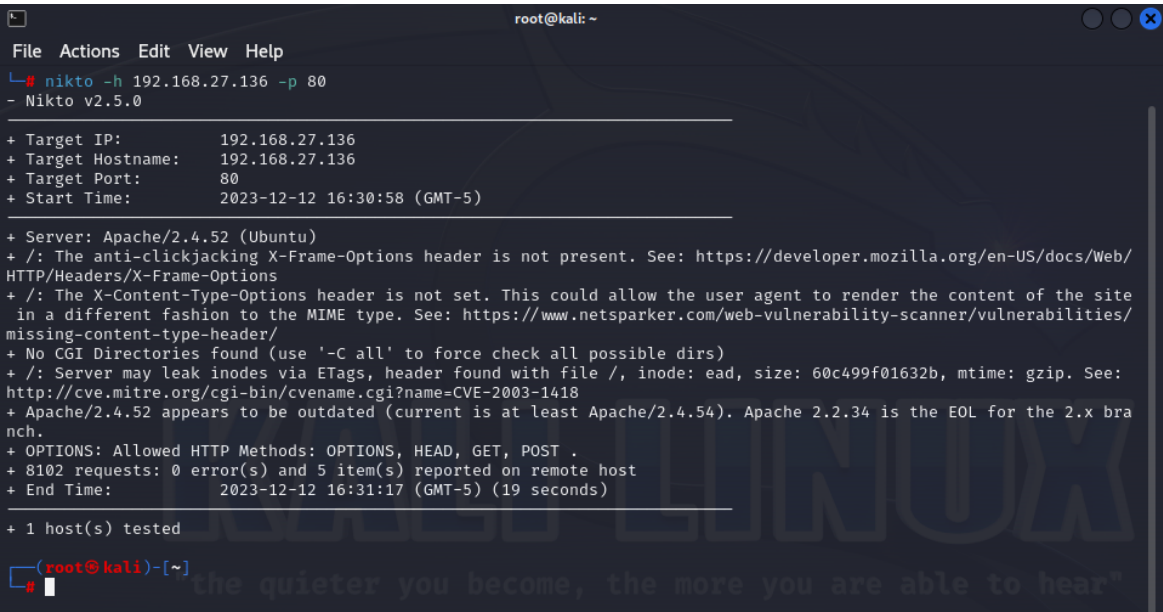 root@kali: ~
File Actions Edit View Help
└─# nikto -h 192.168.27.136 -p 80
- Nikto v2.5.0
+ Target IP: 192.168.27.136
+ Target Hostname: 192.168.27.136
+ Target Port: 80
+ Start Time: 2023-12-12 16:30:58 (GMT-5)
+ Server: Apache/2.4.52 (Ubuntu)
+ /: The anti-clickjacking X-Frame-Options header is not present. See: https://developer.mozilla.org/en-US/docs/Web/
HTTP/Headers/X-Frame-Options
+ /: The X-Content-Type-Options header is not set. This could allow the user agent to render the content of the site
in a different fashion to the MIME type. See: https://www.netsparker.com/web-vulnerability-scanner/vulnerabilities/
missing-content-type-header/
+ No CGI Directories found (use '-C all' to force check all possible dirs)
+ /: Server may leak inodes via ETags, header found with file /, inode: ead, size: 60c499f01632b, mtime: gzip. See:
http://cve.mitre.org/cgi-bin/cvename.cgi?name=CVE-2003-1418
+ Apache/2.4.52 appears to be outdated (current is at least Apache/2.4.54). Apache 2.2.34 is the EOL for the 2.x bra
nch.
+ OPTIONS: Allowed HTTP Methods: OPTIONS, HEAD, GET, POST .
+ 8102 requests: 0 error(s) and 5 item(s) reported on remote host
+ End Time: 2023-12-12 16:31:17 (GMT-5) (19 seconds)
+ 1 host(s) tested
KALI LINUX
┌──(root㉿kali)-[~]
└─#
"the quieter you become, the more you are able to hear"